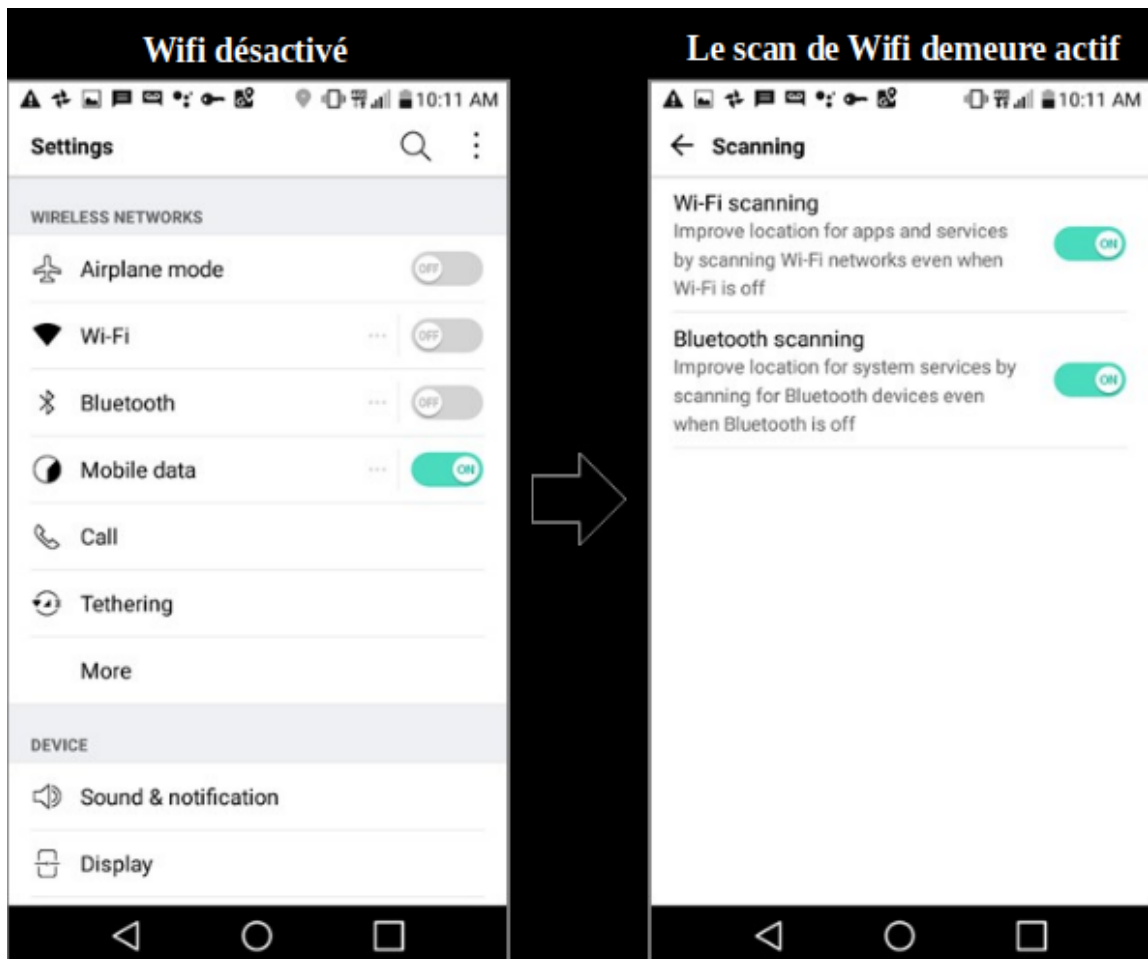 Wifi désactivé
10:11 AM
Settings
WIRELESS NETWORKS
Airplane mode
OFF
Wi-Fi
OFF
Bluetooth
OFF
Mobile data
ON
Call
Tethering
More
DEVICE
Sound & notification
Display
Le scan de Wifi demeure actif
10:11 AM
Scanning
Wi-Fi scanning
ON
Improve location for apps and services
by scanning Wi-Fi networks even when
Wi-Fi is off
Bluetooth scanning
ON
Improve location for system services by
scanning for Bluetooth devices even
when Bluetooth is off